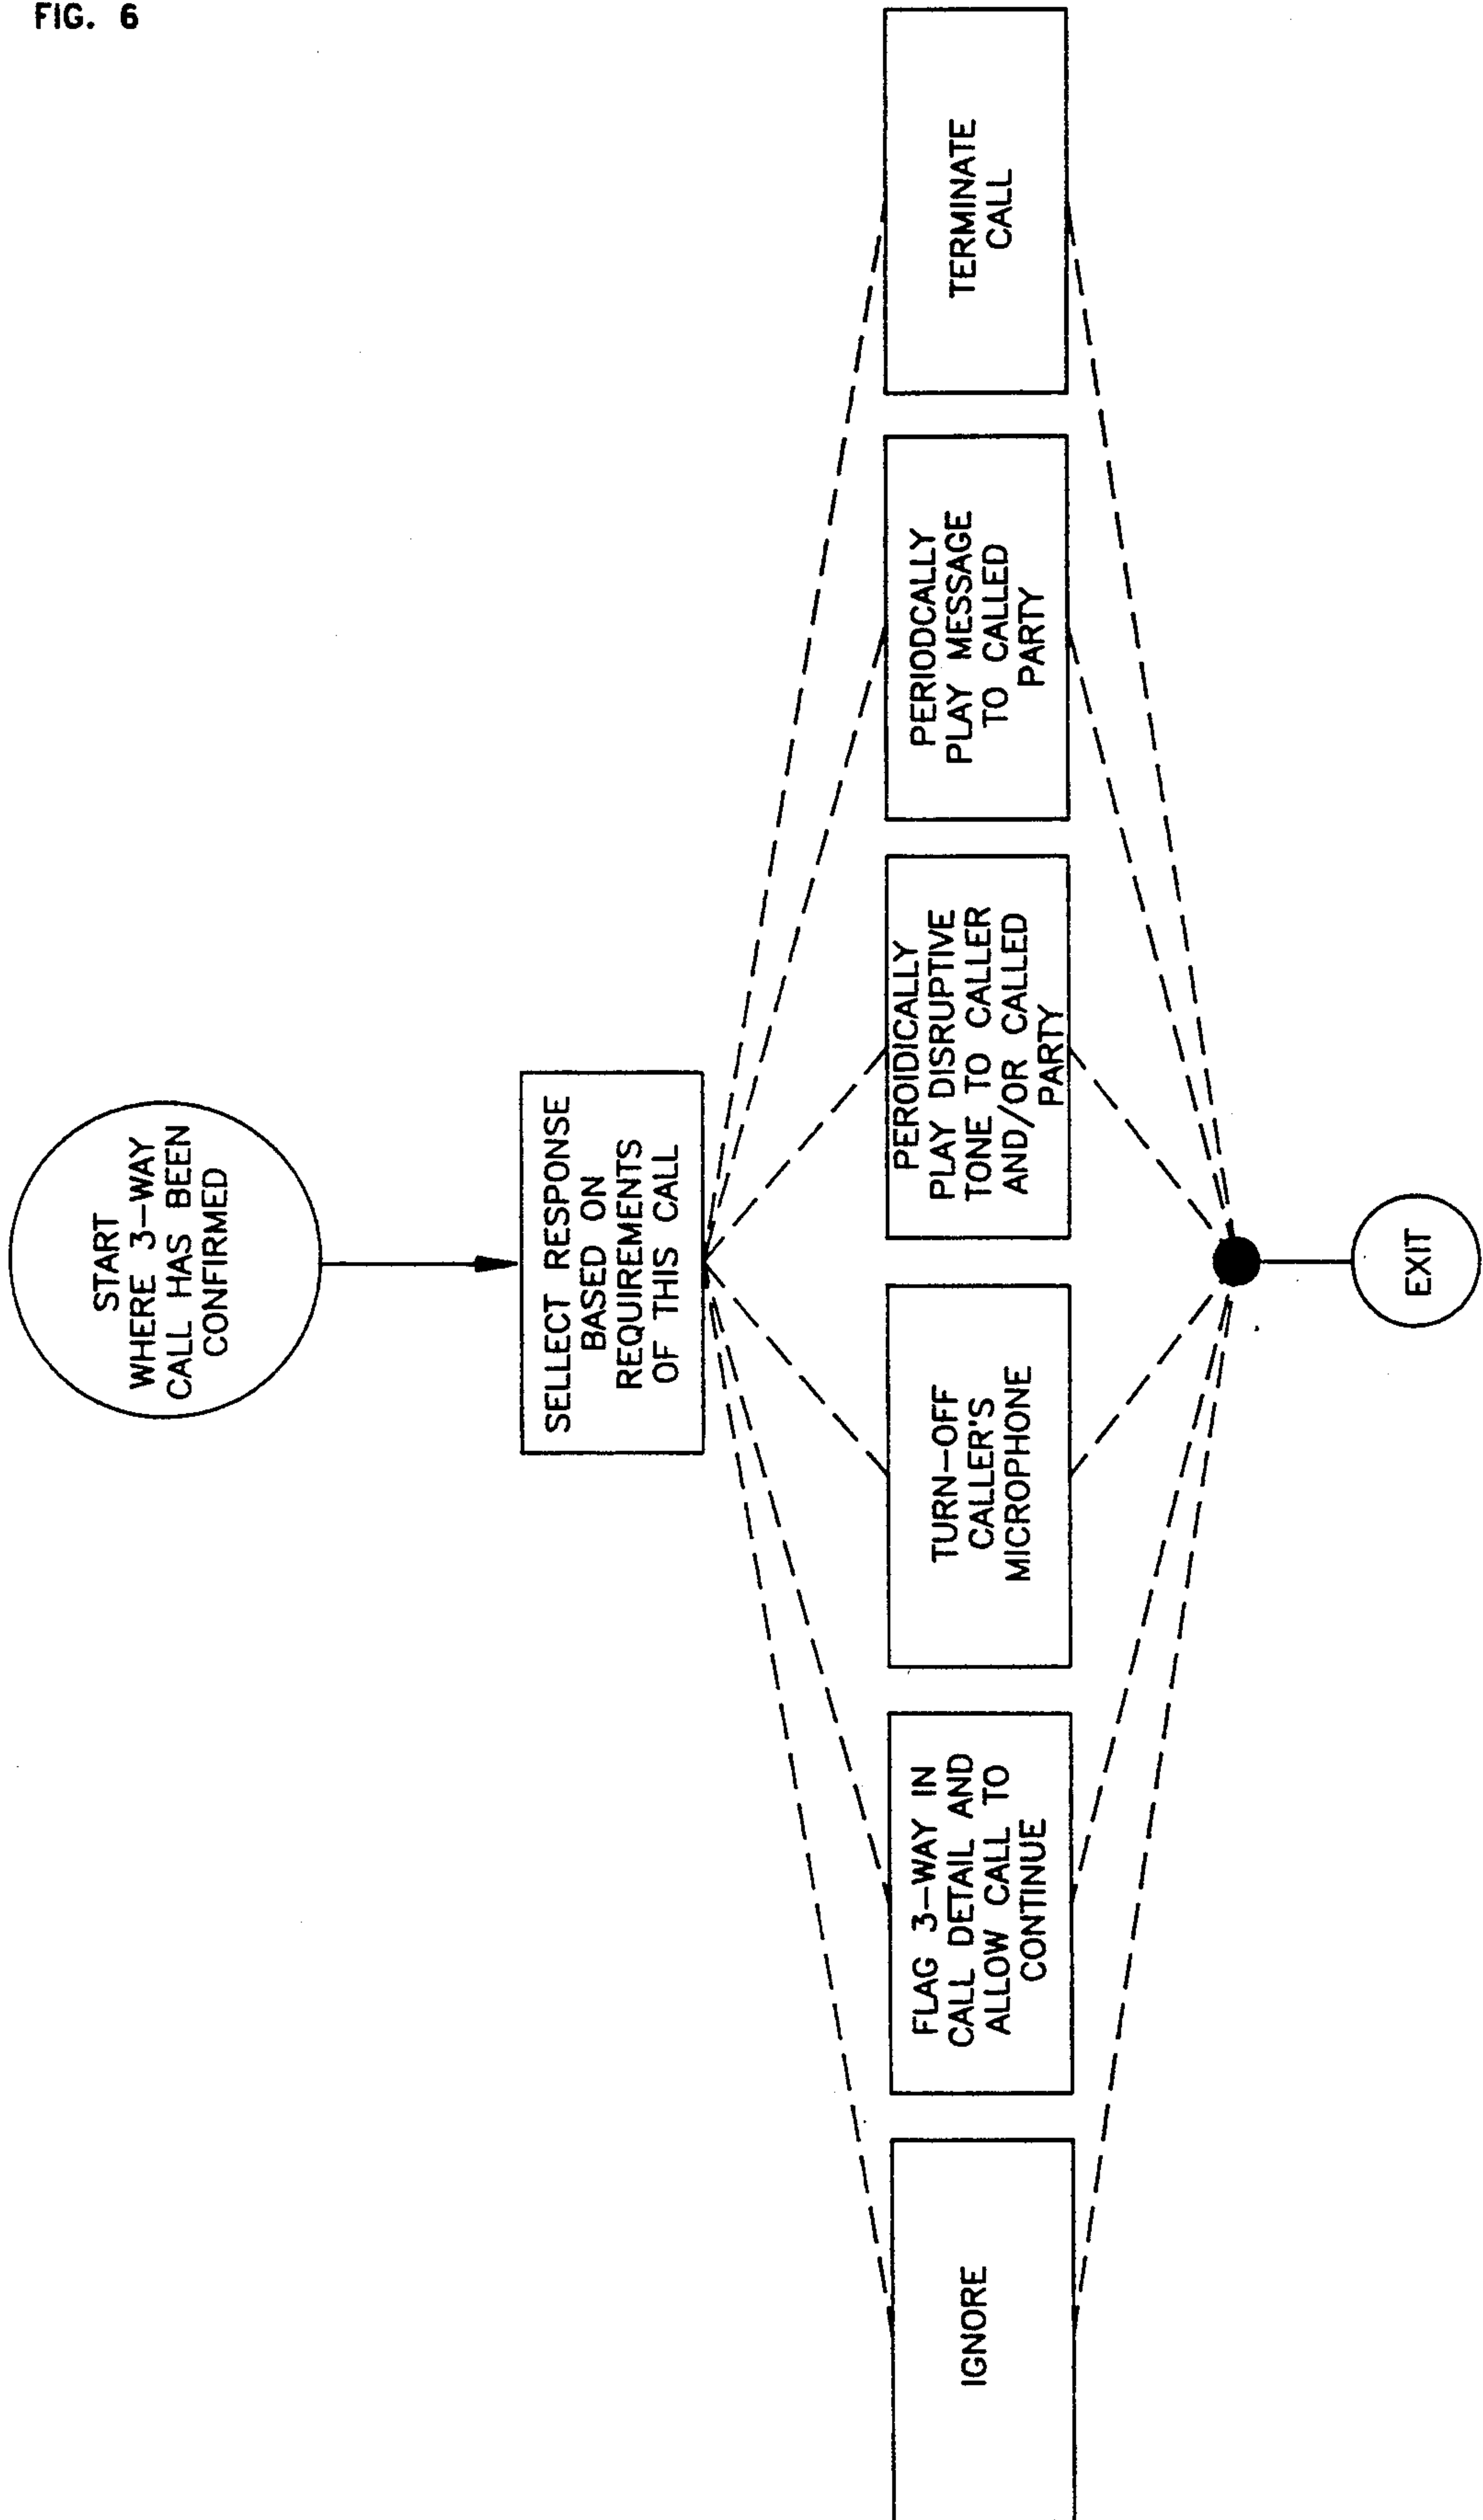 FIG. 6
START
WHERE 3-WAY
CALL HAS BEEN
CONFIRMED
SELLECT RESPONSE
BASED ON
REQUIREMENTS
OF THIS CALL
IGNORE
FLAG 3-WAY IN
CALL DETAIL AND
ALLOW CALL TO
CONTINUE
TURN-OFF
CALLER'S
MICROPHONE
PEROIDICALLY
PLAY DISRUPTIVE
TONE TO CALLER
AND/OR CALLED
PARTY
PERIODCALLY
PLAY MESSAGE
TO CALLED
PARTY
TERMINATE
CALL
EXIT